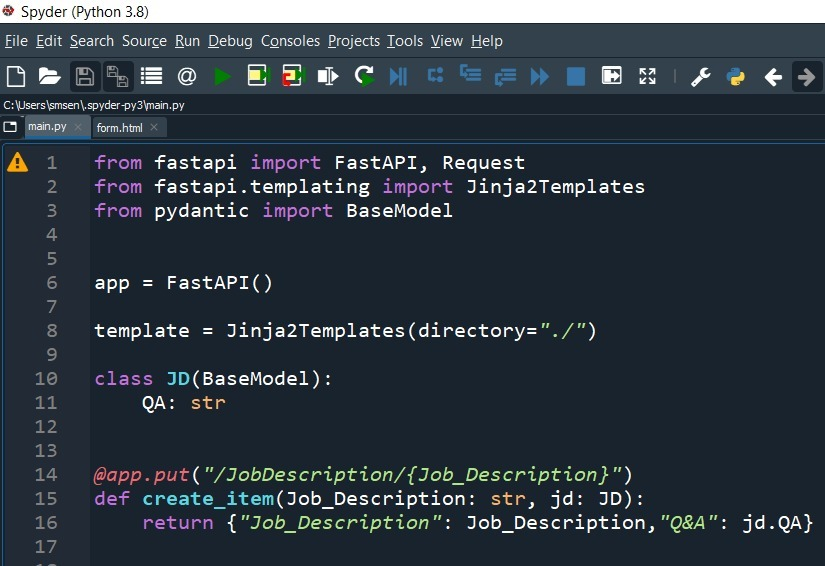 Spyder (Python 3.8)
File Edit Search Source Run Debug Consoles Projects Tools View Help
C:\Users\smsen\.spyder-py3\main.py
main.py form.html
1 from fastapi import FastAPI, Request
2 from fastapi.templating import Jinja2Templates
3 from pydantic import BaseModel
4
5
6 app = FastAPI()
7
8 template = Jinja2Templates(directory="./")
9
10 class JD(BaseModel):
11     QA: str
12
13
14 @app.put("/JobDescription/{Job_Description}")
15 def create_item(Job_Description: str, jd: JD):
16     return {"Job_Description": Job_Description,"Q&A": jd.QA}
17